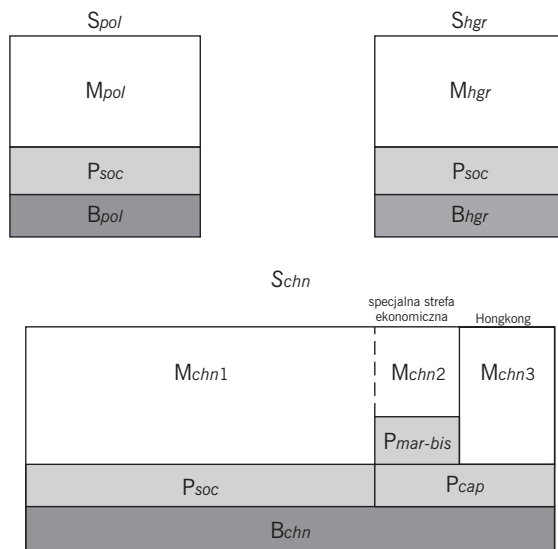 Spol
Shgr
Mpol
Mhgr
Psoc
Psoc
Bpol
Bhgr
Schn
specjalna strefa
ekonomiczna
Hongkong
Mchn1
Mchn2
Mchn3
Pmar-bis
Psoc
Pcap
Bchn